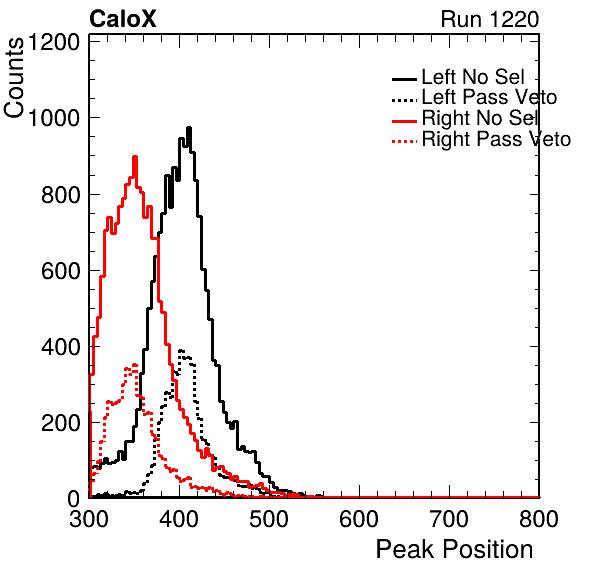 CaloX Run 1220
Counts
1200
1000
800
600
400
200
0
Left No Sel
Left Pass Veto
Right No Sel
Right Pass Veto
300 400 500 600 700 800
Peak Position